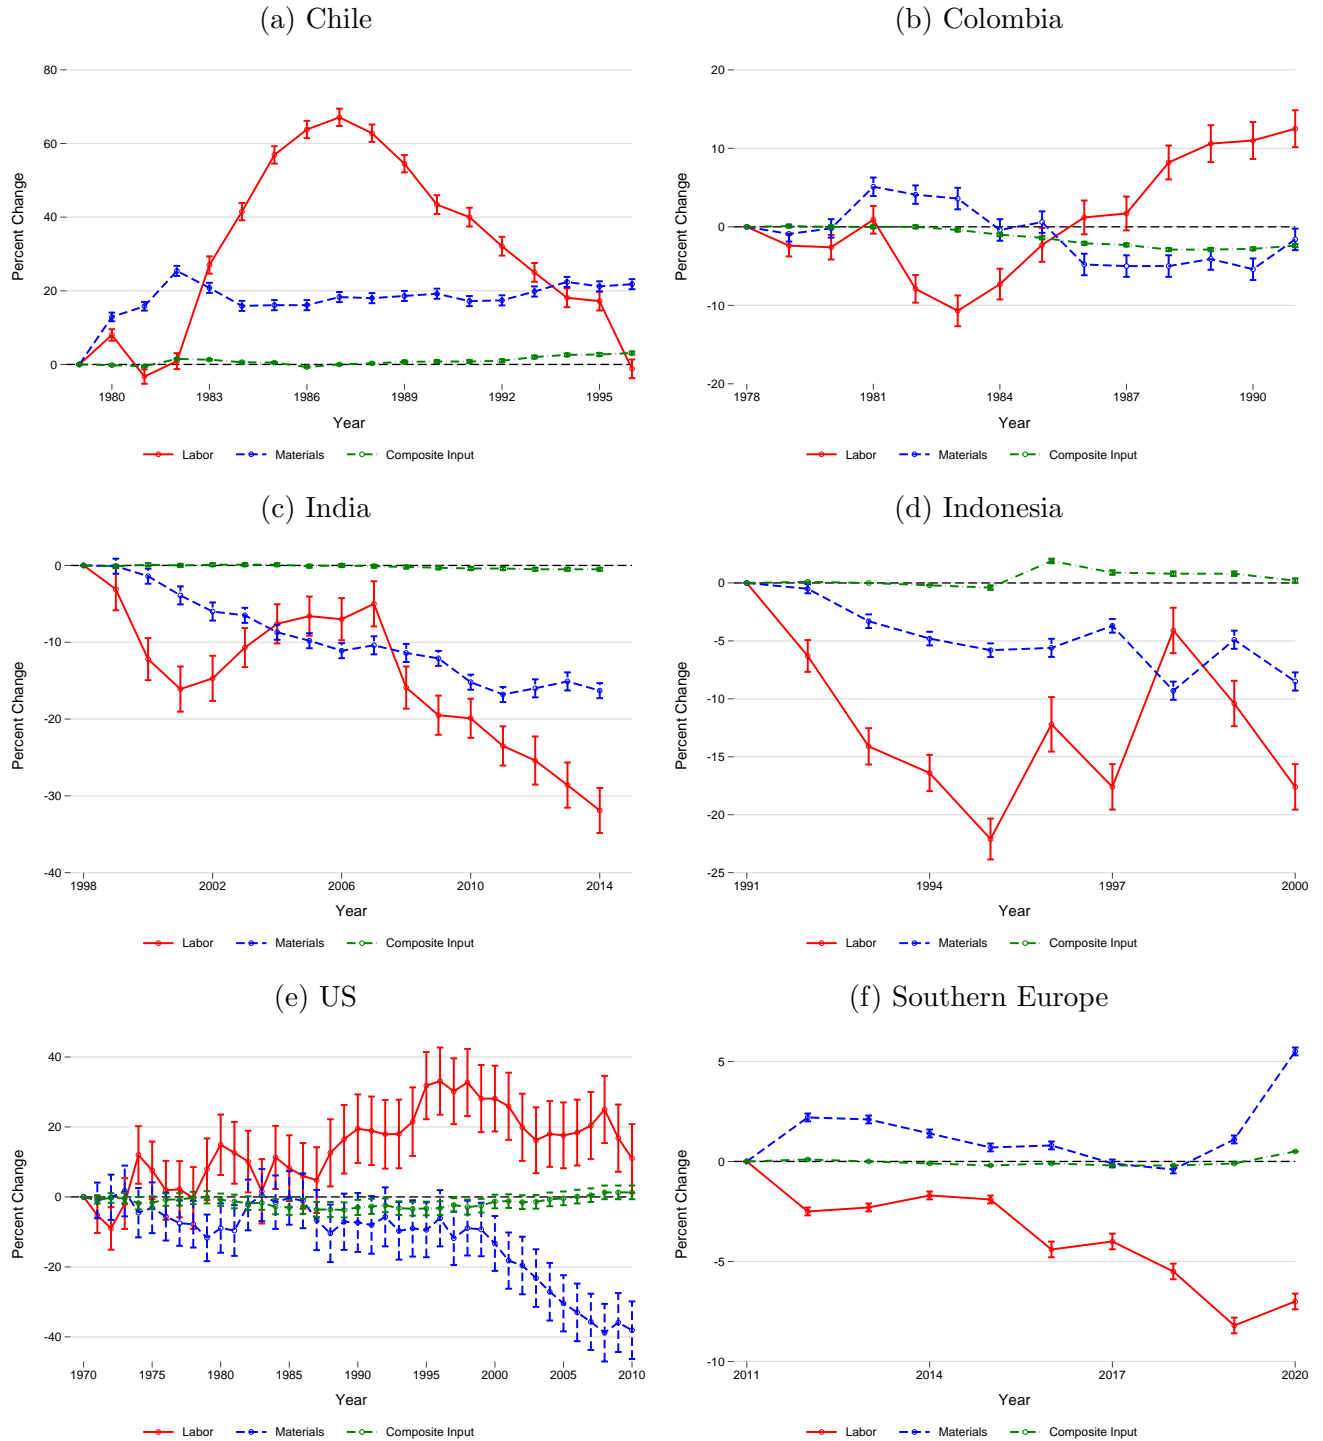 (a) Chile
80
60
40
20
0
Percent Change
1980 1983 1986 1989 1992 1995
Year
Labor Materials Composite Input
(b) Colombia
20
10
0
-10
-20
Percent Change
1978 1981 1984 1987 1990
Year
Labor Materials Composite Input
(c) India
0
-10
-20
-30
-40
Percent Change
1998 2002 2006 2010 2014
Year
Labor Materials Composite Input
(d) Indonesia
0
-5
-10
-15
-20
-25
Percent Change
1991 1994 1997 2000
Year
Labor Materials Composite Input
(e) US
40
20
0
-20
-40
Percent Change
1970 1975 1980 1985 1990 1995 2000 2005 2010
Year
Labor Materials Composite Input
(f) Southern Europe
5
0
-5
-10
Percent Change
2011 2014 2017 2020
Year
Labor Materials Composite Input